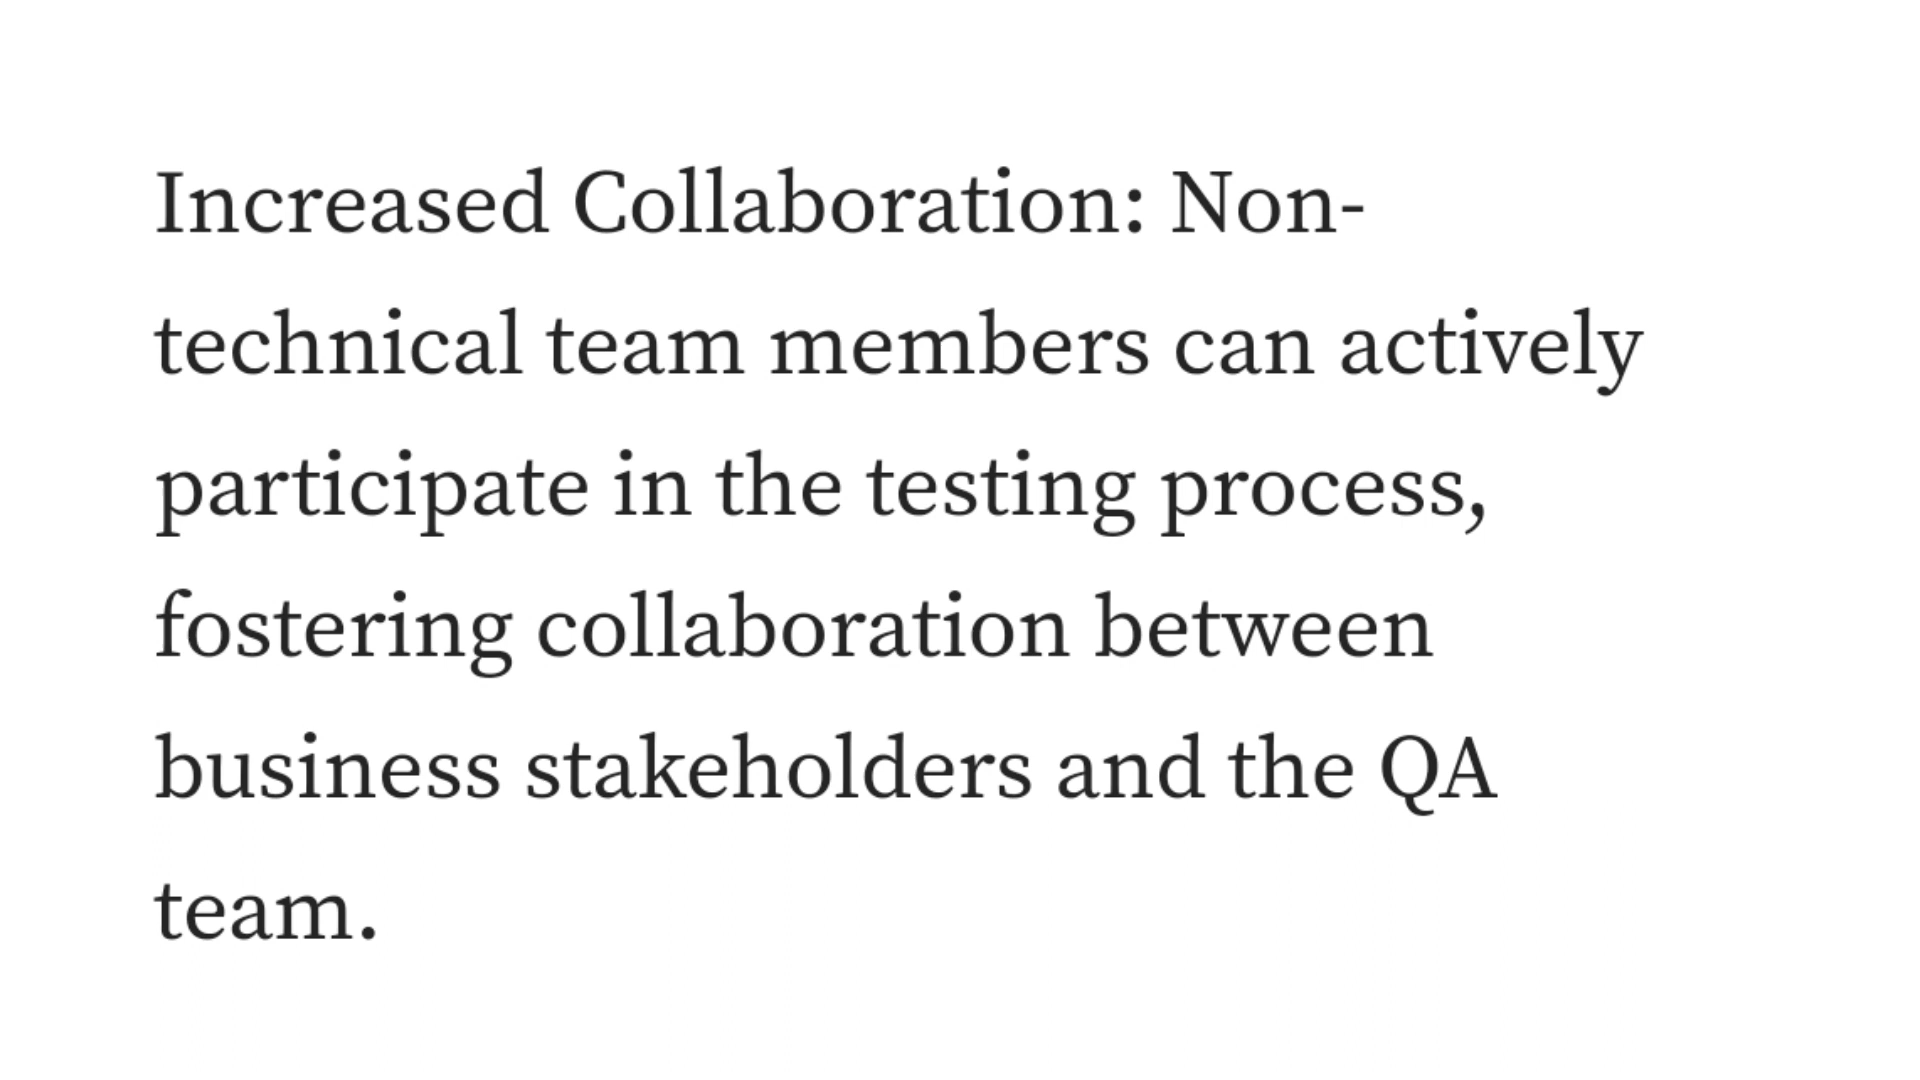 Increased Collaboration: Non-
technical team members can actively
participate in the testing process,
fostering collaboration between
business stakeholders and the QA
team.